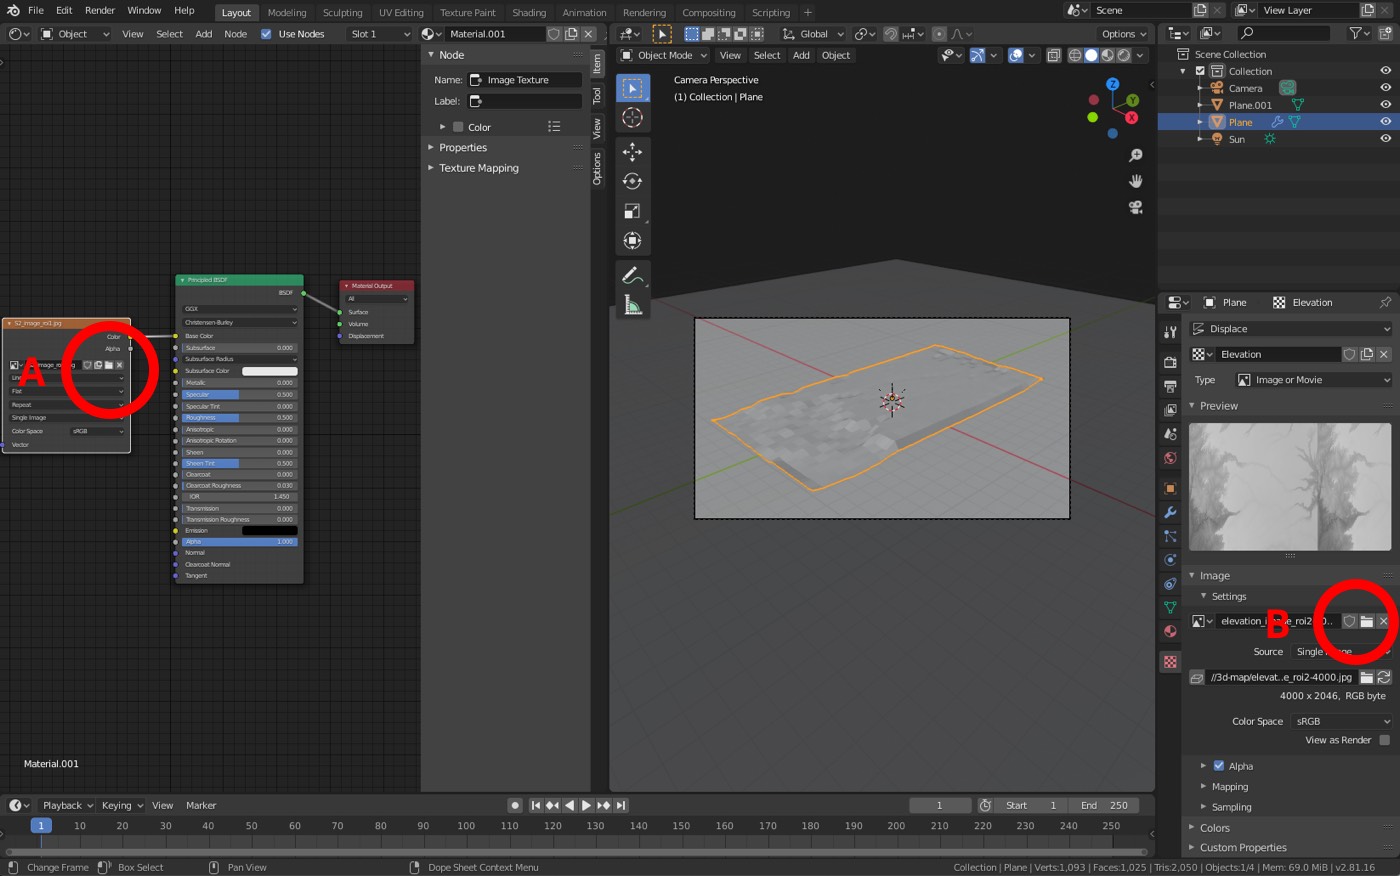 File Edit Render Window Help
Layout Modeling Sculpting UV Editing Texture Paint Shading Animation Rendering Compositing Scripting +
Scene
View Layer
Object View Select Add Node Use Nodes Slot 1 Material.001
Global
Options
Object Mode View Select Add Object
Node
Name: Image Texture
Label:
Color
Properties
Texture Mapping
Item
Tool
View
Options
Camera Perspective
(1) Collection | Plane
Z
Y
X
Scene Collection
Collection
Camera
Plane.001
Plane
Sun
Principled BSDF
BSDF
GGX
Christensen-Burley
Base Color
Subsurface 0.000
Subsurface Radius
Subsurface Color
Metallic 0.000
Specular 0.500
Specular Tint 0.000
Roughness 0.500
Anisotropic 0.000
Anisotropic Rotation 0.000
Sheen 0.000
Sheen Tint 0.500
Clearcoat 0.000
Clearcoat Roughness 0.030
IOR 1.450
Transmission 0.000
Transmission Roughness 0.000
Emission
Alpha 1.000
Normal
Clearcoat Normal
Tangent
Material Output
All
Surface
Volume
Displacement
S2_image_roi1.jpg
Color
Alpha
A
Flat
Repeat
Single Image
Color Space sRGB
Vector
Material.001
Plane Elevation
Displace
Elevation
Type Image or Movie
Preview
Image
Settings
B
Source
//3d-map/elevat..e_roi2-4000.jpg
4000 x 2046, RGB byte
Color Space sRGB
View as Render
Alpha
Mapping
Sampling
Colors
Custom Properties
Playback Keying View Marker
1 Start 1 End 250
1 10 20 30 40 50 60 70 80 90 100 110 120 130 140 150 160 170 180 190 200 210 220 230 240 250
Change Frame Box Select Pan View Dope Sheet Context Menu
Collection | Plane | Verts:1,093 | Faces:1,025 | Tris:2,050 | Objects:1/4 | Mem: 69.0 MiB | v2.81.16